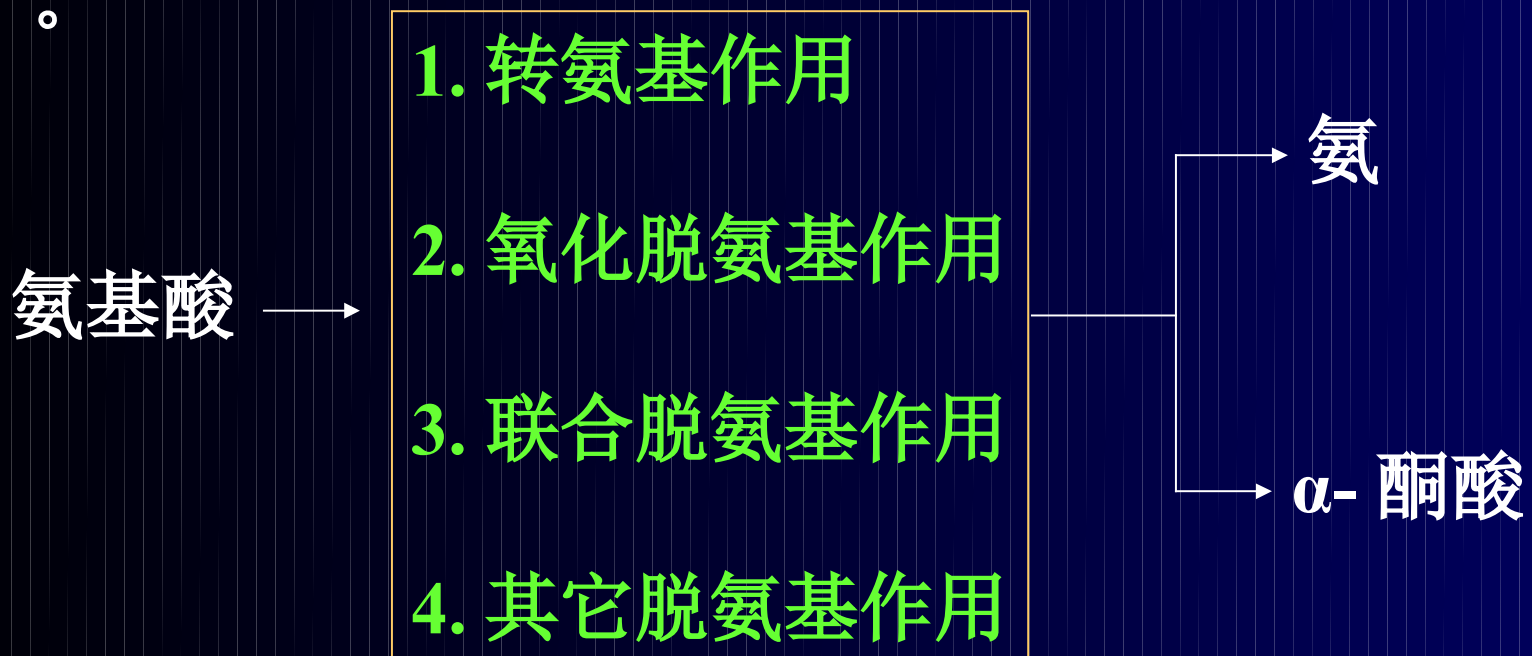 。
1. 转氨基作用
氨
2. 氧化脱氨基作用
氨基酸
3. 联合脱氨基作用
α- 酮酸
4. 其它脱氨基作用